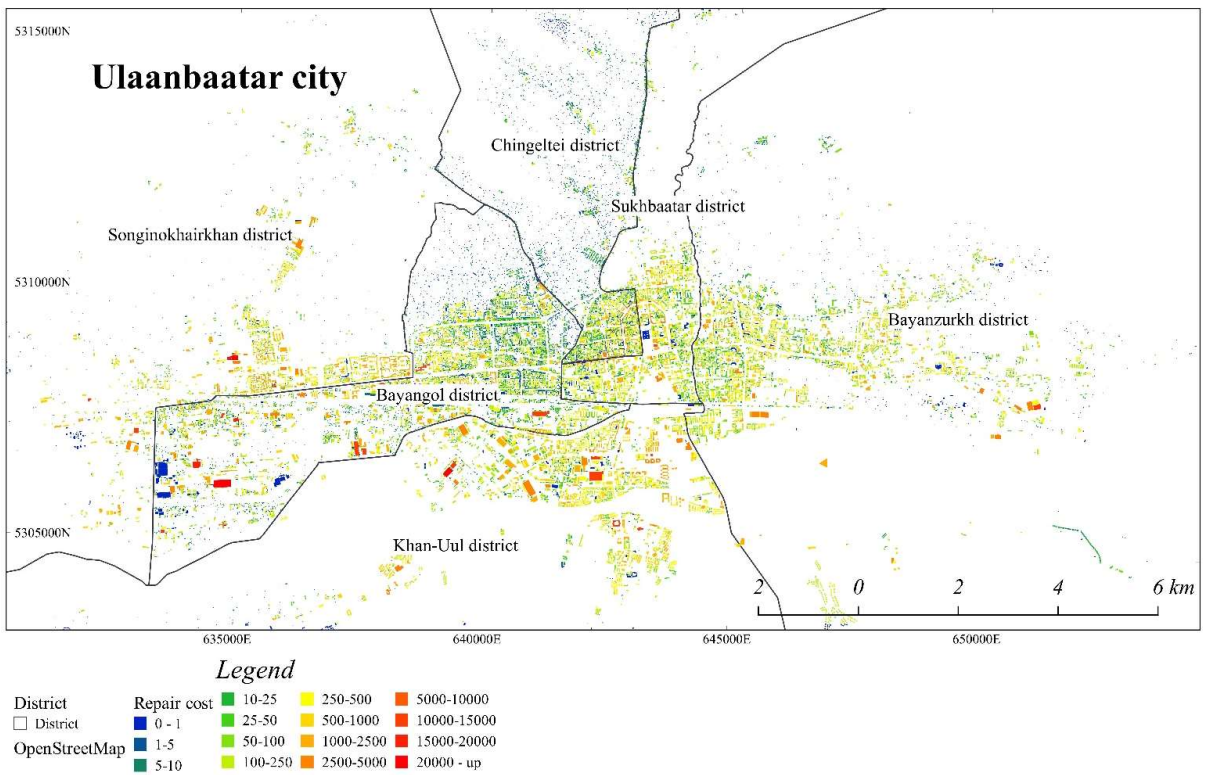 5315000N
Ulaanbaatar city
Chingeltei district
Sukhbaatar district
Songinokhairkhan district
5310000N
Bayanzurkh district
Bayangol district
5305000N
Khan-Uul district
2 0 2 4 6 km
635000E 640000E 645000E 650000E
Legend
District
District
OpenStreetMap
Repair cost
0 - 1
1-5
5-10
10-25
25-50
50-100
100-250
250-500
500-1000
1000-2500
2500-5000
5000-10000
10000-15000
15000-20000
20000 - up